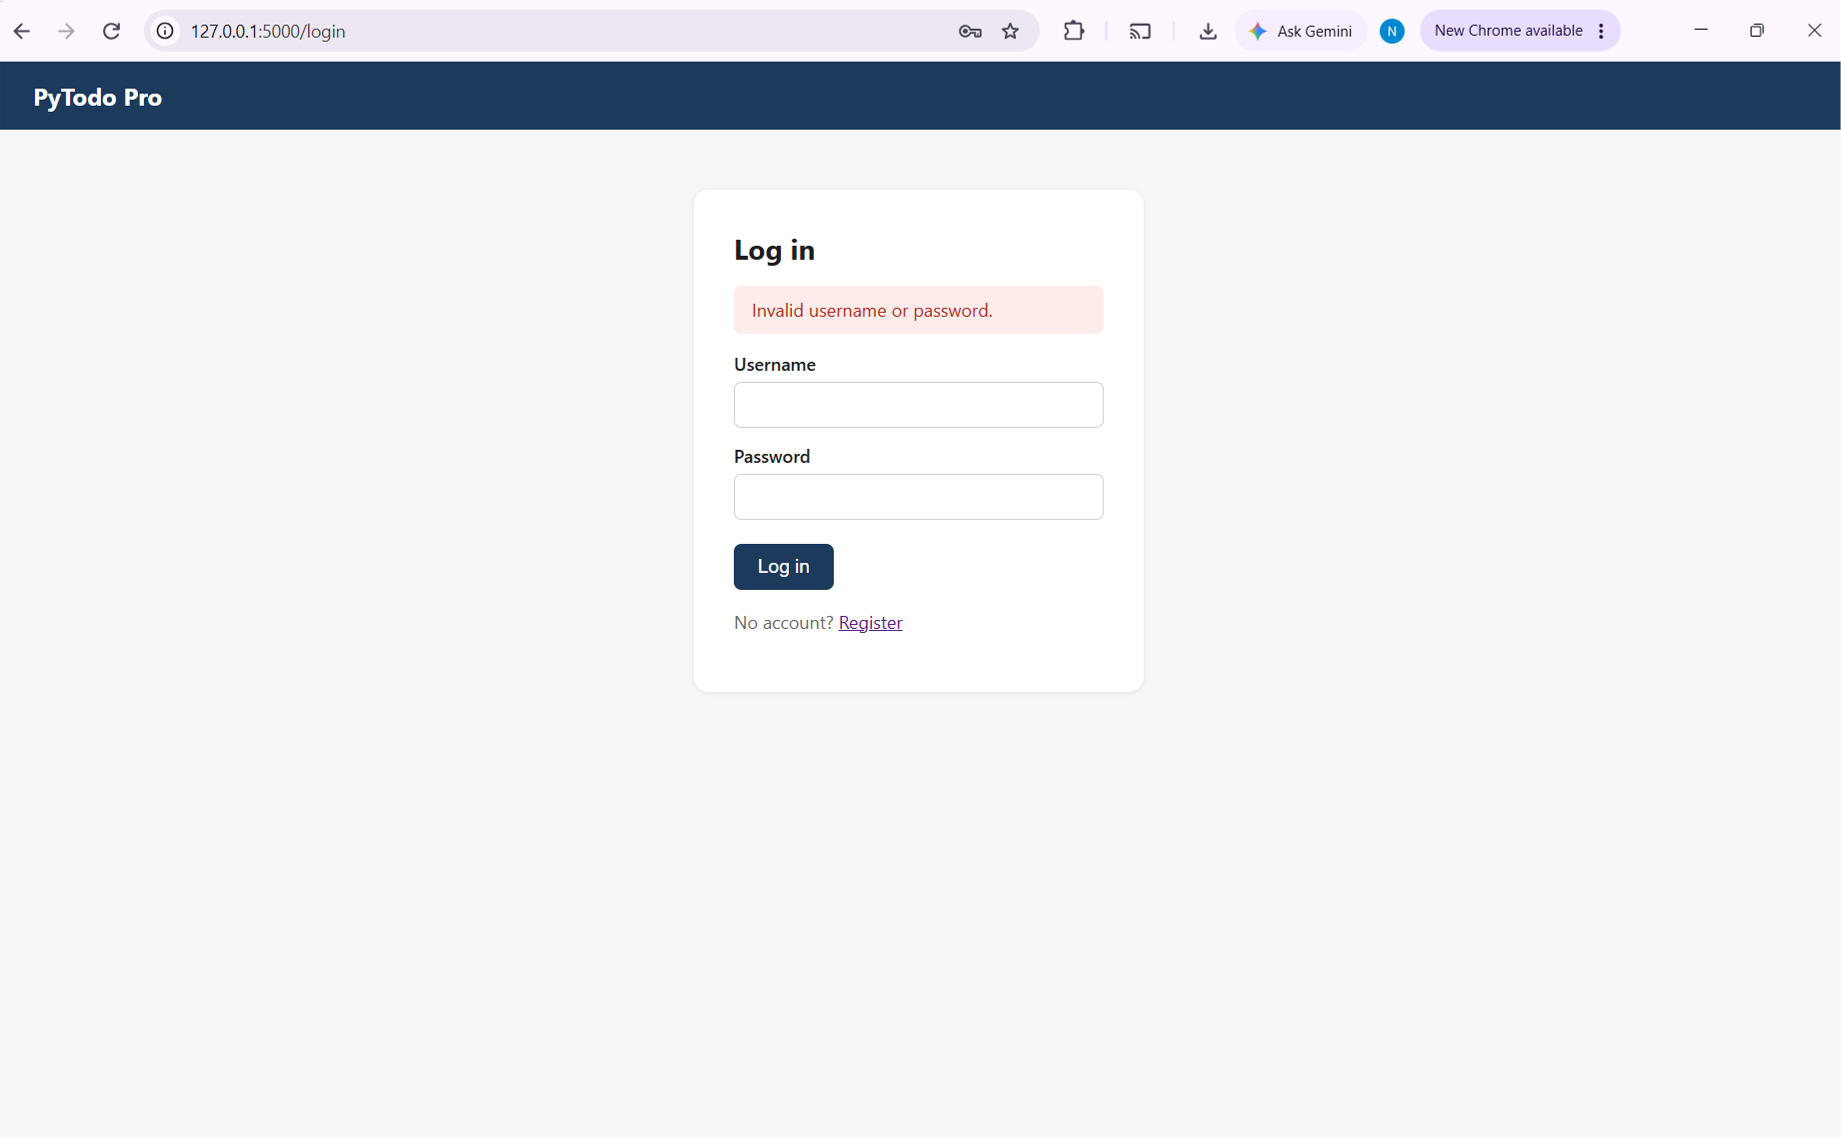 127.0.0.1:5000/login
Ask Gemini
N
New Chrome available
PyTodo Pro
Log in
Invalid username or password.
Username
Password
Log in
No account? Register